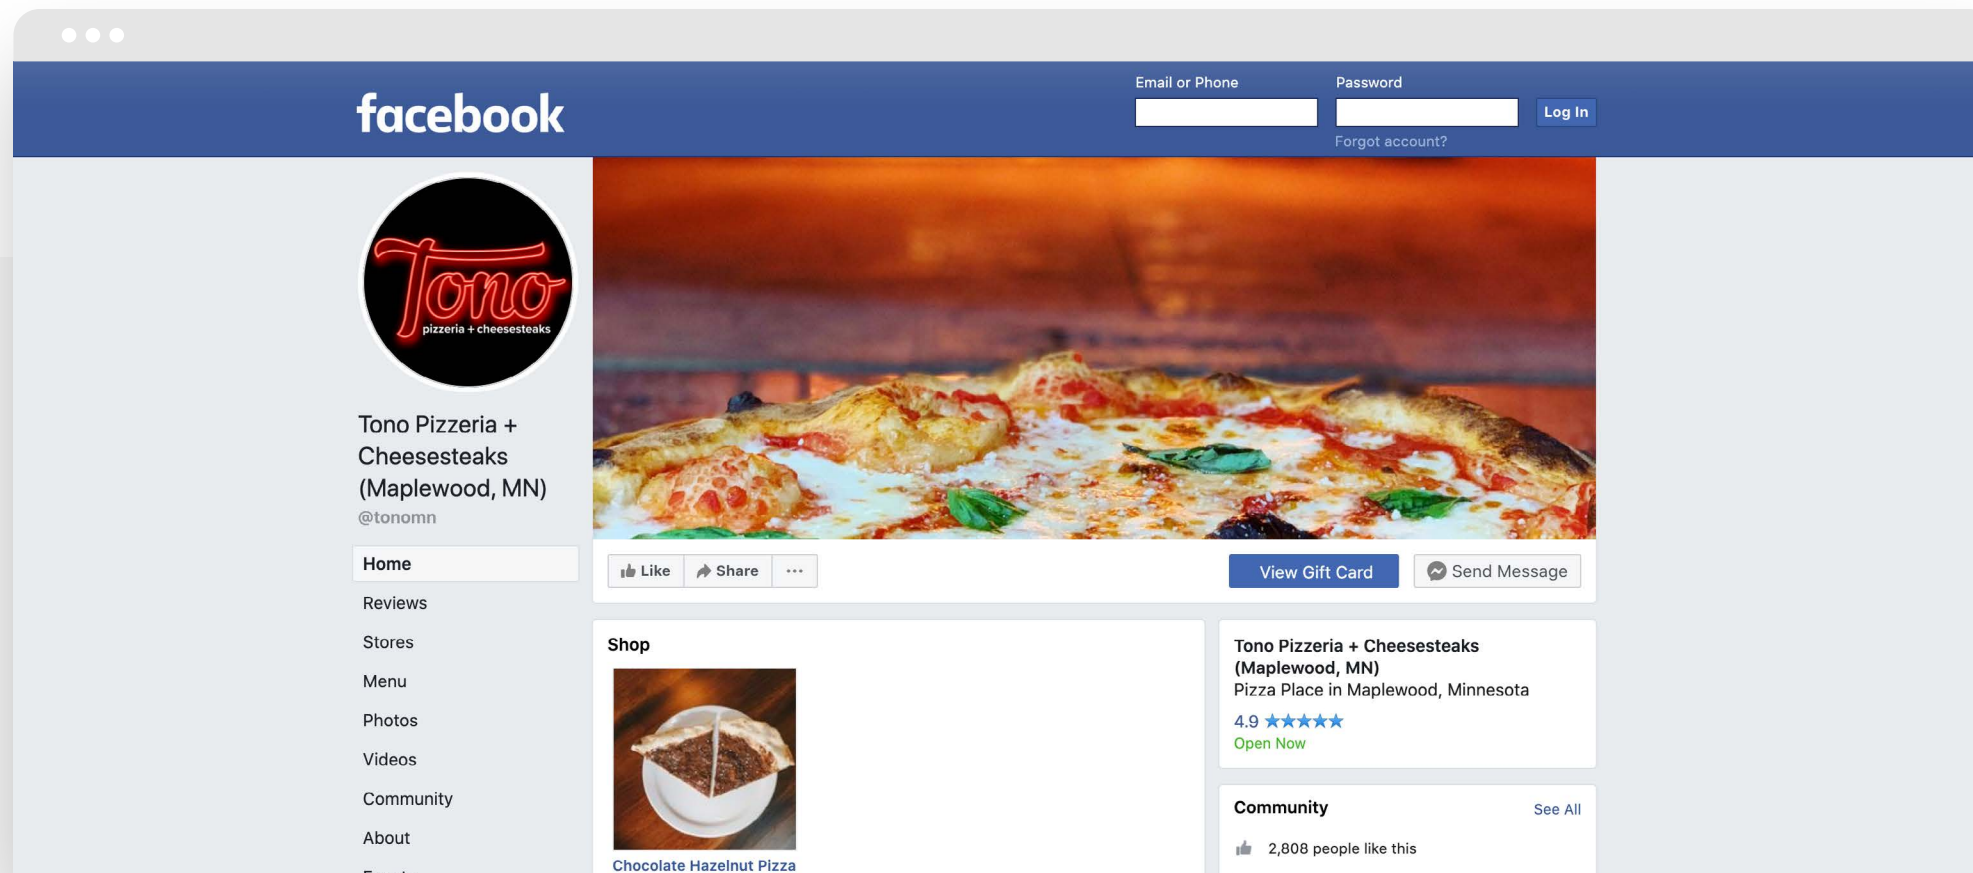 Email or Phone
Password
facebook
Log In
Forgot account?
Tono
pizzeria + cheesesteaks
Tono Pizzeria +
Cheesesteaks
(Maplewood, MN)
@tonomn
Home
Reviews
Stores
Menu
Photos
Videos
Community
About
Like
Share
View Gift Card
Send Message
Shop
Chocolate Hazelnut Pizza
Tono Pizzeria + Cheesesteaks
(Maplewood, MN)
Pizza Place in Maplewood, Minnesota
4.9
Open Now
Community
See All
2,808 people like this